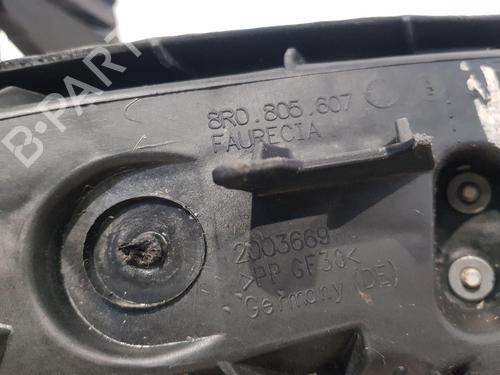 B-PARTS
8R0.805.607
FAURECIA
2003669
>PP GF30<
Germany (DE)